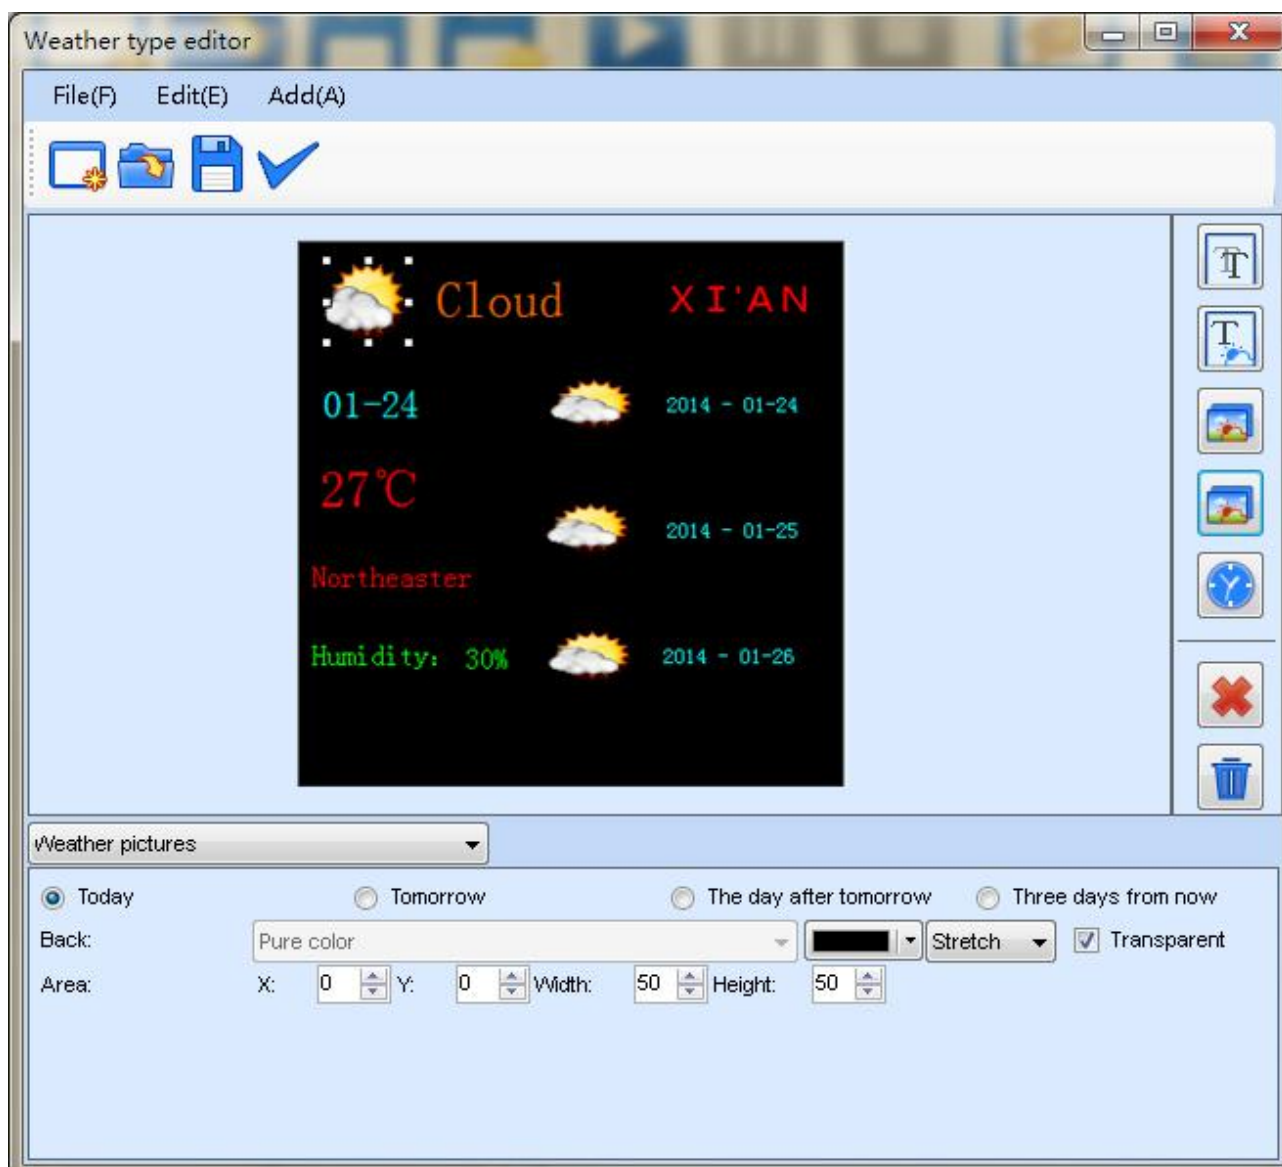 Weather type editor
File(F) Edit(E) Add(A)
Cloud XI'AN
01-24 2014 - 01-24
27℃
2014 - 01-25
Northeaster
Humidity: 30% 2014 - 01-26
Weather pictures
Today Tomorrow The day after tomorrow Three days from now
Back: Pure color Stretch Transparent
Area: X: 0 Y: 0 Width: 50 Height: 50